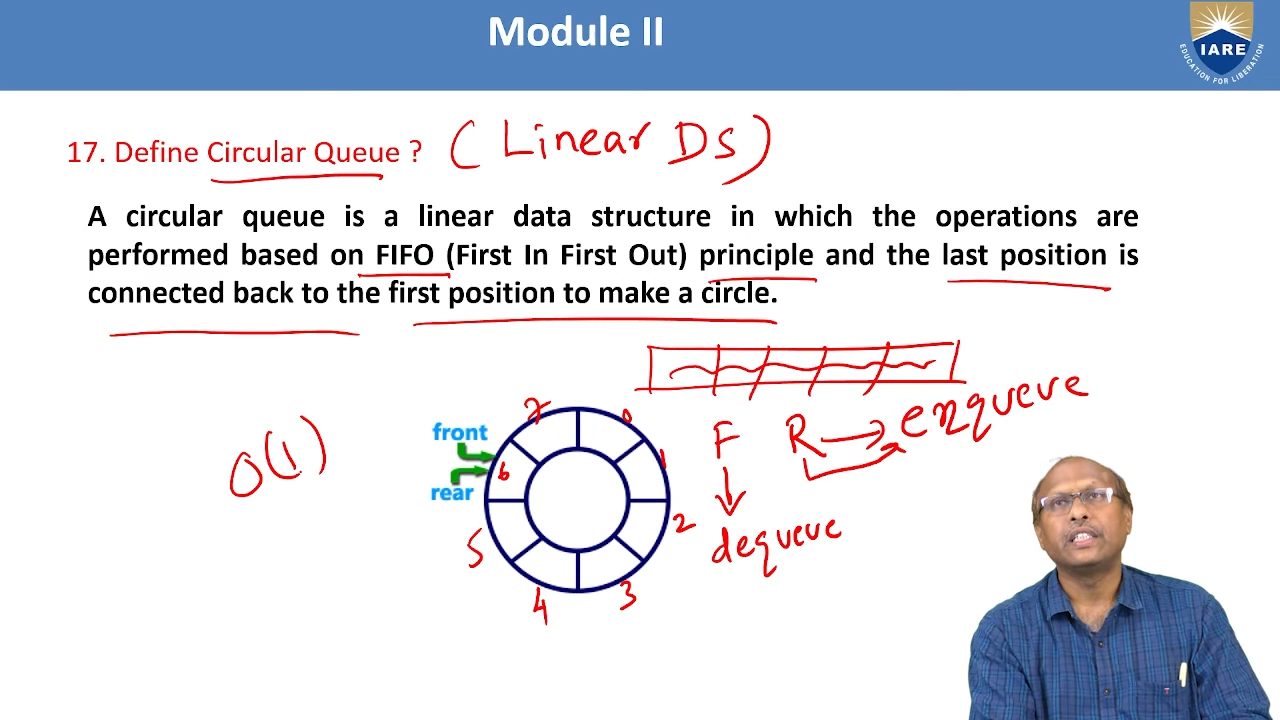 Module II
IARE
EDUCATION FOR LIBERATION
17. Define Circular Queue ? (Linear DS)
A circular queue is a linear data structure in which the operations are
performed based on FIFO (First In First Out) principle and the last position is
connected back to the first position to make a circle.
O(1)
front
rear
7
0
6
1
5
2
4
3
F R → enqueue
dequeue